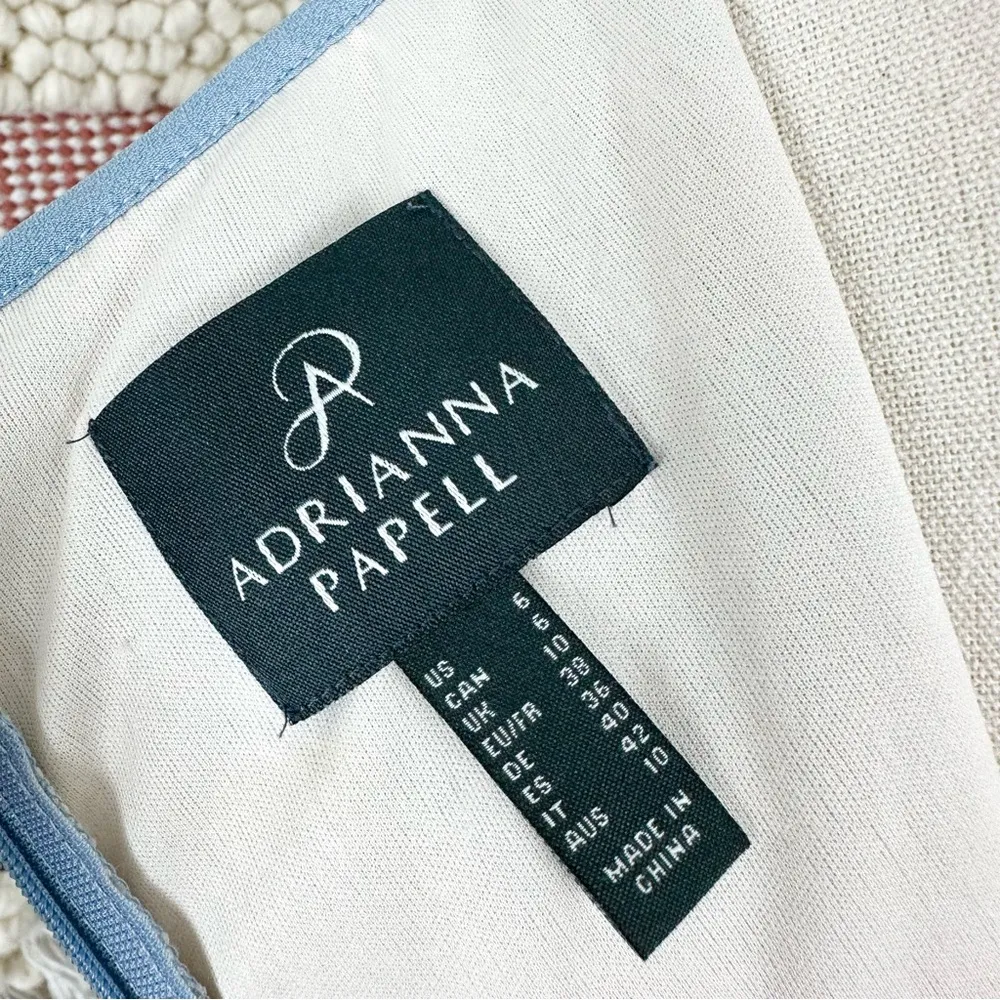 AP
ADRIANNA
PAPELL
US 6
CAN 6
UK 10
EU/FR 38
DE 36
ES 40
IT 42
AUS 10
MADE IN
CHINA